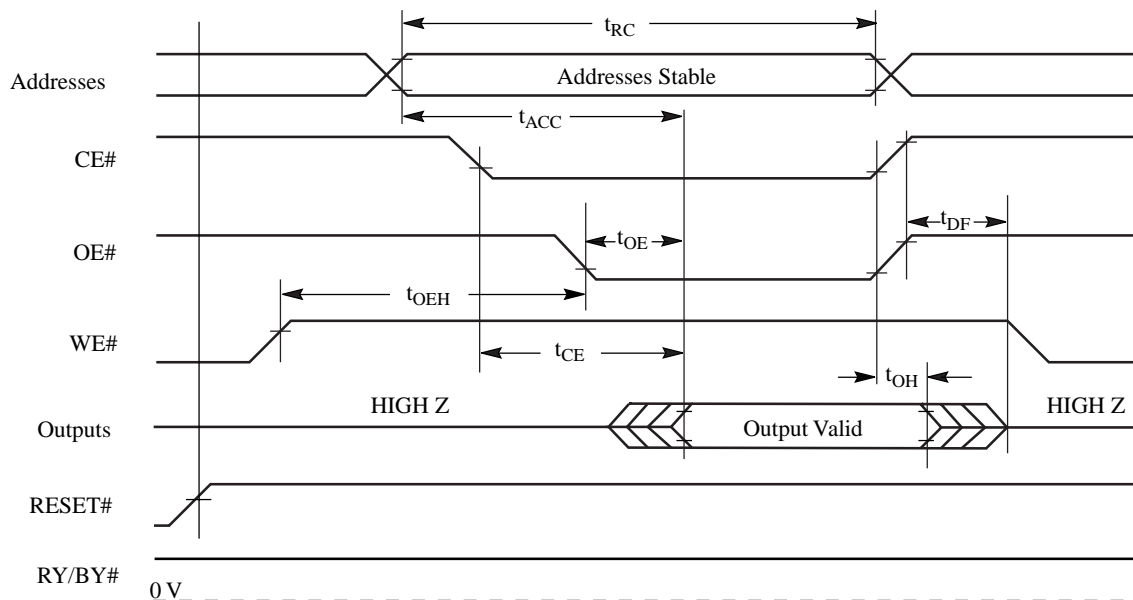 tRC
Addresses
Addresses Stable
tACC
CE#
tDF
OE#
tOE
tOEH
WE#
tCE
tOH
HIGH Z
HIGH Z
Outputs
Output Valid
RESET#
RY/BY#
0 V